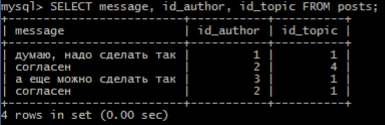 mysql> SELECT message, id_author, id_topic FROM posts;
+----------------------------+-----------+----------+
| message | id_author | id_topic |
+----------------------------+-----------+----------+
| думаю, надо сделать так | 1 | 1 |
| согласен | 2 | 4 |
| а еще можно сделать так | 3 | 1 |
| согласен | 2 | 1 |
+----------------------------+-----------+----------+
4 rows in set (0.00 sec)